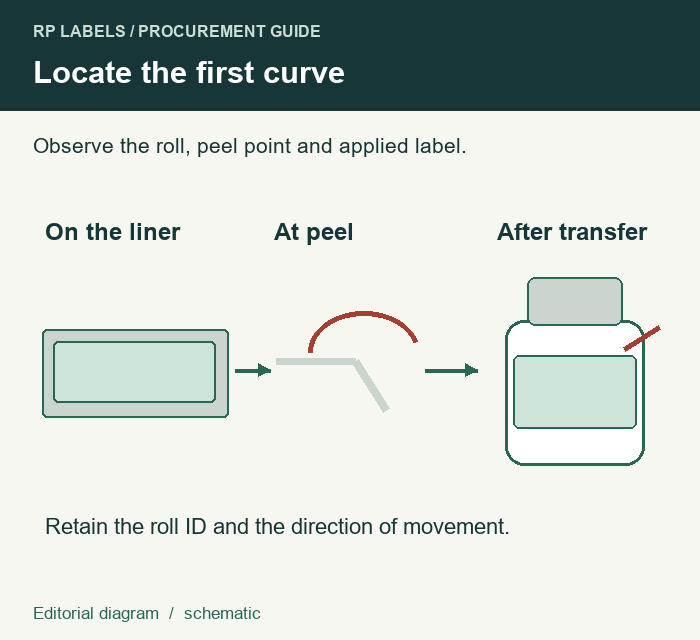 RP LABELS / PROCUREMENT GUIDE
Locate the first curve
Observe the roll, peel point and applied label.
On the liner
At peel
After transfer
Retain the roll ID and the direction of movement.
Editorial diagram / schematic